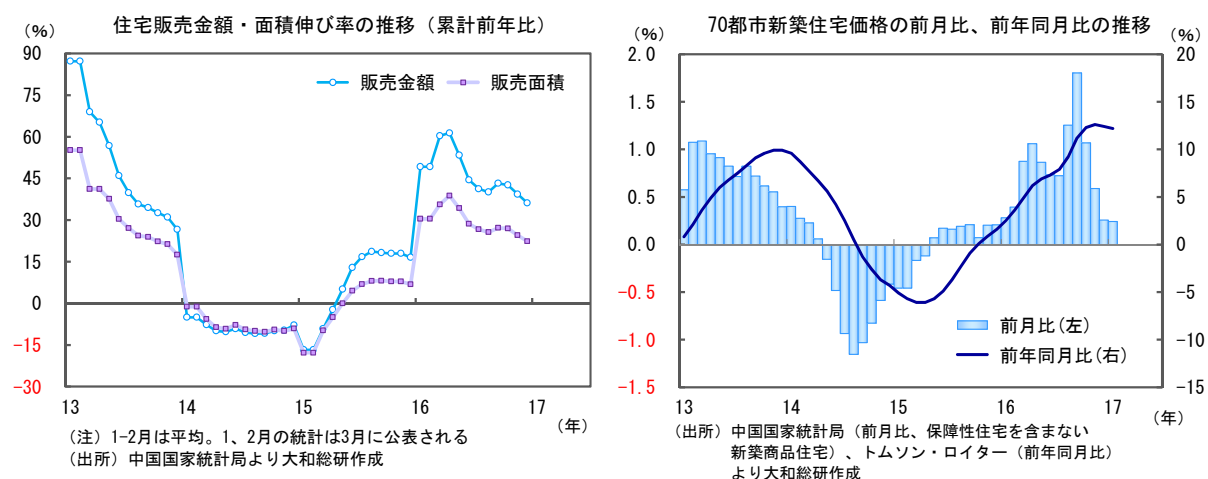 住宅販売金額・面積伸び率の推移（累計前年比）
（%）
90
75
60
45
30
15
0
−15
−30
販売金額
販売面積
13
14
15
16
17
（年）
（注）1-2月は平均。1、2月の統計は3月に公表される
（出所）中国国家統計局より大和総研作成
70都市新築住宅価格の前月比、前年同月比の推移
（%）
（%）
2.0
1.5
1.0
0.5
0.0
−0.5
−1.0
−1.5
20
15
10
5
0
−5
−10
−15
前月比(左)
前年同月比(右)
13
14
15
16
17
（年）
（出所）中国国家統計局（前月比、保障性住宅を含まない
新築商品住宅）、トムソン・ロイター（前年同月比）
より大和総研作成